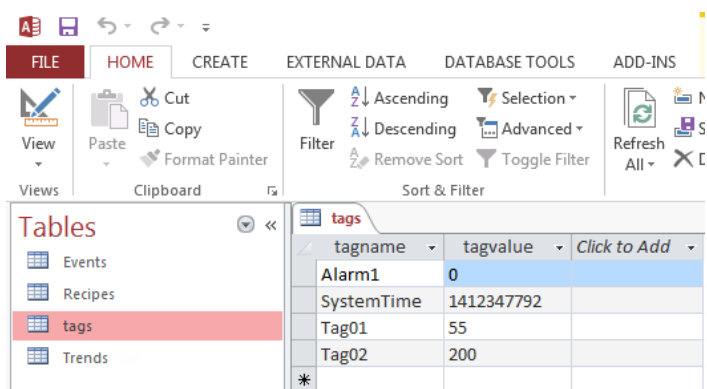 FILE HOME CREATE EXTERNAL DATA DATABASE TOOLS ADD-INS
View
Paste
Cut
Copy
Format Painter
Filter
Ascending
Descending
Remove Sort
Selection
Advanced
Toggle Filter
Refresh
All
Views
Clipboard
Sort & Filter
Tables
Events
Recipes
tags
Trends
tags
tagname tagvalue Click to Add
Alarm1 0
SystemTime 1412347792
Tag01 55
Tag02 200